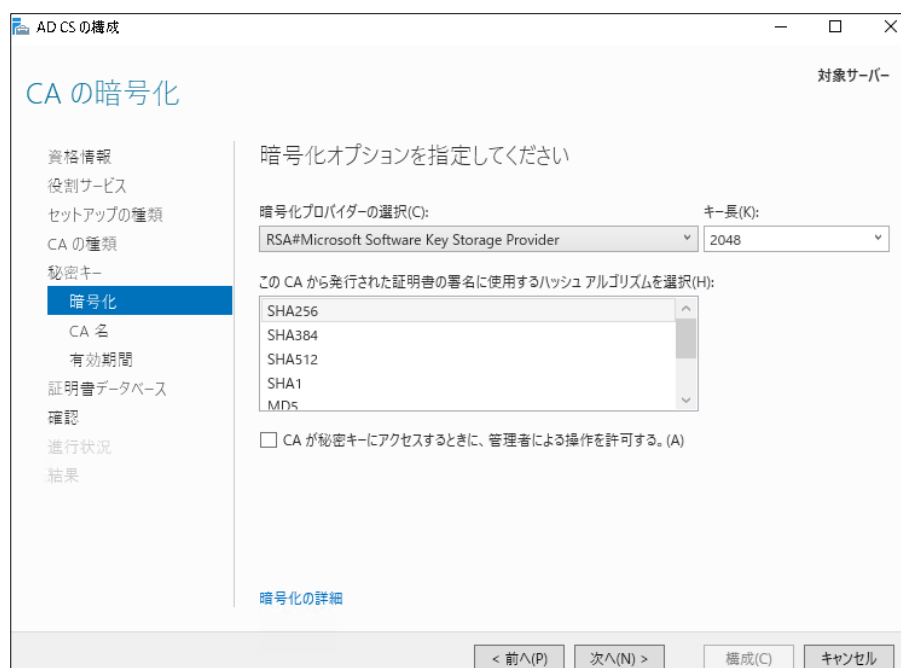 AD CS の構成
対象サーバー
CA の暗号化
資格情報
役割サービス
セットアップの種類
CA の種類
秘密キー
暗号化
CA 名
有効期間
証明書データベース
確認
進行状況
結果
暗号化オプションを指定してください
暗号化プロバイダーの選択(C):
キー長(K):
RSA#Microsoft Software Key Storage Provider
2048
この CA から発行された証明書の署名に使用するハッシュ アルゴリズムを選択(H):
SHA256
SHA384
SHA512
SHA1
MD5
CA が秘密キーにアクセスするときに、管理者による操作を許可する。(A)
暗号化の詳細
< 前へ(P)
次へ(N) >
構成(C)
キャンセル